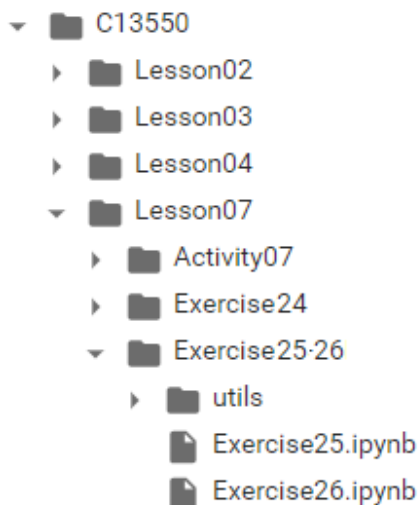 C13550
Lesson02
Lesson03
Lesson04
Lesson07
Activity07
Exercise24
Exercise25-26
utils
Exercise25.ipynb
Exercise26.ipynb